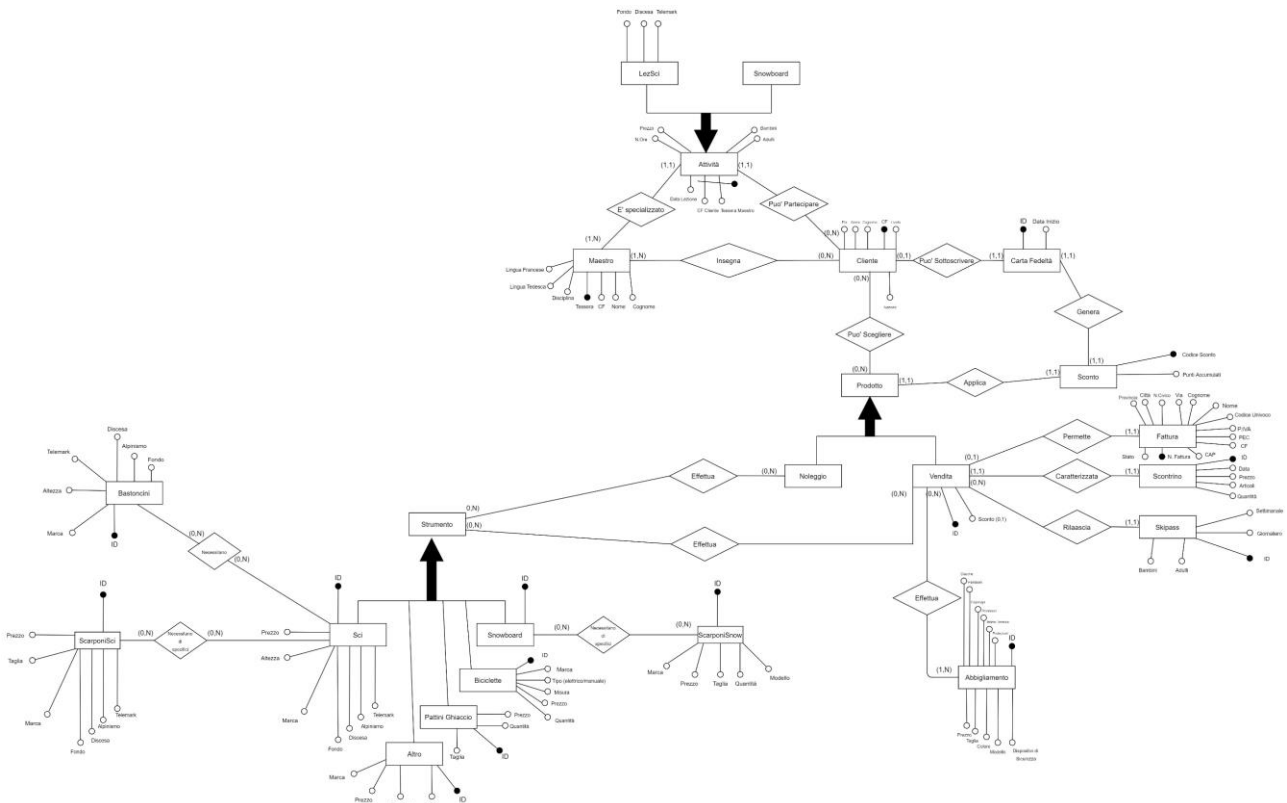 Fondo Discesa Telemark
LezSci
Snowboard
Prezzo
Bambini
N.Ore
Adulti
(1,1)
Attività
(1,1)
Data Lezione
CF Cliente
Tessera Maestro
E' specializzato
Puo' Partecipare
(1,N)
(0,N)
Cognome
CF
ID
Data Inizio
Maestro
(1,N)
Insegna
(0,N)
Cliente
(0,1)
Puo' Sottoscrivere
(1,1)
Carta Fedeltà
(1,1)
Lingua Francese
Lingua Tedesca
Disciplina
Tessera
CF
Nome
Cognome
(0,N)
Genera
Puo' Scegliere
(0,N)
(1,1)
Codice Sconto
Prodotto
(1,1)
Applica
(1,1)
Sconto
Punti Accumulati
Provincia
Città
N.Civico
Via
Cognome
Nome
Codice Univoco
Permette
(1,1)
Fattura
P.IVA
PEC
CF
Stato
N. Fattura
CAP
Discesa
Alpinismo
Telemark
Fondo
Bastoncini
Altezza
Marca
ID
Effettua
(0,N)
Noleggio
(0,1)
Vendita
(1,1)
(0,N)
Caratterizzata
(1,1)
Scontrino
ID
Data
Prezzo
Articoli
Quantità
(0,N)
(0,N)
ID
Sconto (0,1)
0,N)
Strumento
(0,N)
Effettua
Rilaascia
(1,1)
Skipass
Settimanale
Giornaliero
ID
Bambini
Adulti
(0,N)
Necessitano
(0,N)
ID
ScarponiSci
Prezzo
Taglia
Marca
Fondo
Discesa
Alpinismo
Telemark
(0,N)
Necessitano
di
specifici
(0,N)
ID
Sci
Prezzo
Altezza
Marca
Fondo
Discesa
Alpinismo
Telemark
ID
Snowboard
(0,N)
Necessitano
di
specifici
(0,N)
ID
ScarponiSnow
Marca
Prezzo
Taglia
Quantità
Modello
Biciclette
ID
Marca
Tipo (elettrico/manuale)
Misura
Prezzo
Quantità
Pattini Ghiaccio
Prezzo
Quantità
Taglia
ID
Altro
Marca
Prezzo
ID
Effettua
(1,N)
ID
Abbigliamento
Prezzo
Taglia
Colore
Modello
Dispositivi di
Sicurezza